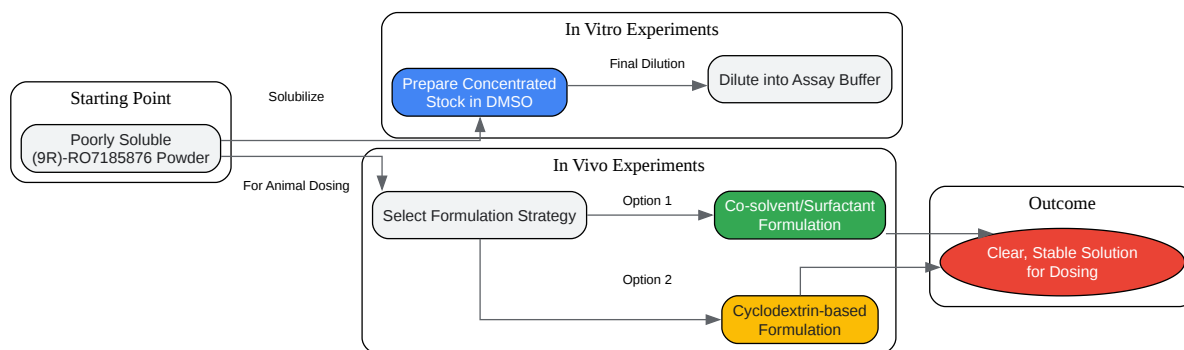 In Vitro Experiments
Final Dilution
Prepare Concentrated
Stock in DMSO
Dilute into Assay Buffer
Starting Point
Solubilize
Poorly Soluble
(9R)-RO7185876 Powder
For Animal Dosing
In Vivo Experiments
Select Formulation Strategy
Option 1
Co-solvent/Surfactant
Formulation
Option 2
Cyclodextrin-based
Formulation
Outcome
Clear, Stable Solution
for Dosing